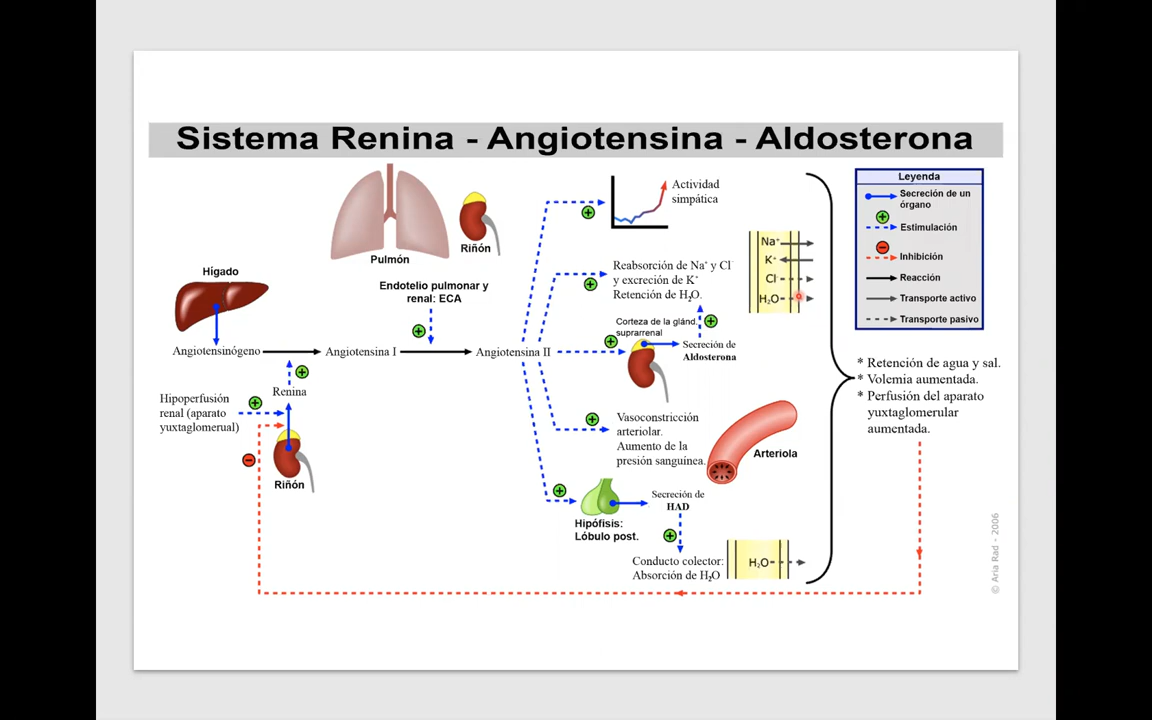 Sistema Renina - Angiotensina - Aldosterona
Pulmón
Riñón
Hígado
Endotelio pulmonar y
renal: ECA
Angiotensinógeno
Angiotensina I
Angiotensina II
Renina
Hipoperfusión
renal (aparato
yuxtaglomerual)
Riñón
Actividad
simpática
Reabsorción de Na⁺ y Cl⁻
y excreción de K⁺
Retención de H₂O.
Na⁺
K⁺
Cl⁻
H₂O
Corteza de la glánd.
suprarrenal
Secreción de
Aldosterona
Vasoconstricción
arteriolar.
Aumento de la
presión sanguínea.
Arteriola
Secreción de
HAD
Hipófisis:
Lóbulo post.
Conducto colector:
Absorción de H₂O
H₂O
Leyenda
Secreción de un
órgano
Estimulación
Inhibición
Reacción
Transporte activo
Transporte pasivo
* Retención de agua y sal.
* Volemia aumentada.
* Perfusión del aparato
yuxtaglomerular
aumentada.
© Aria Rad - 2006